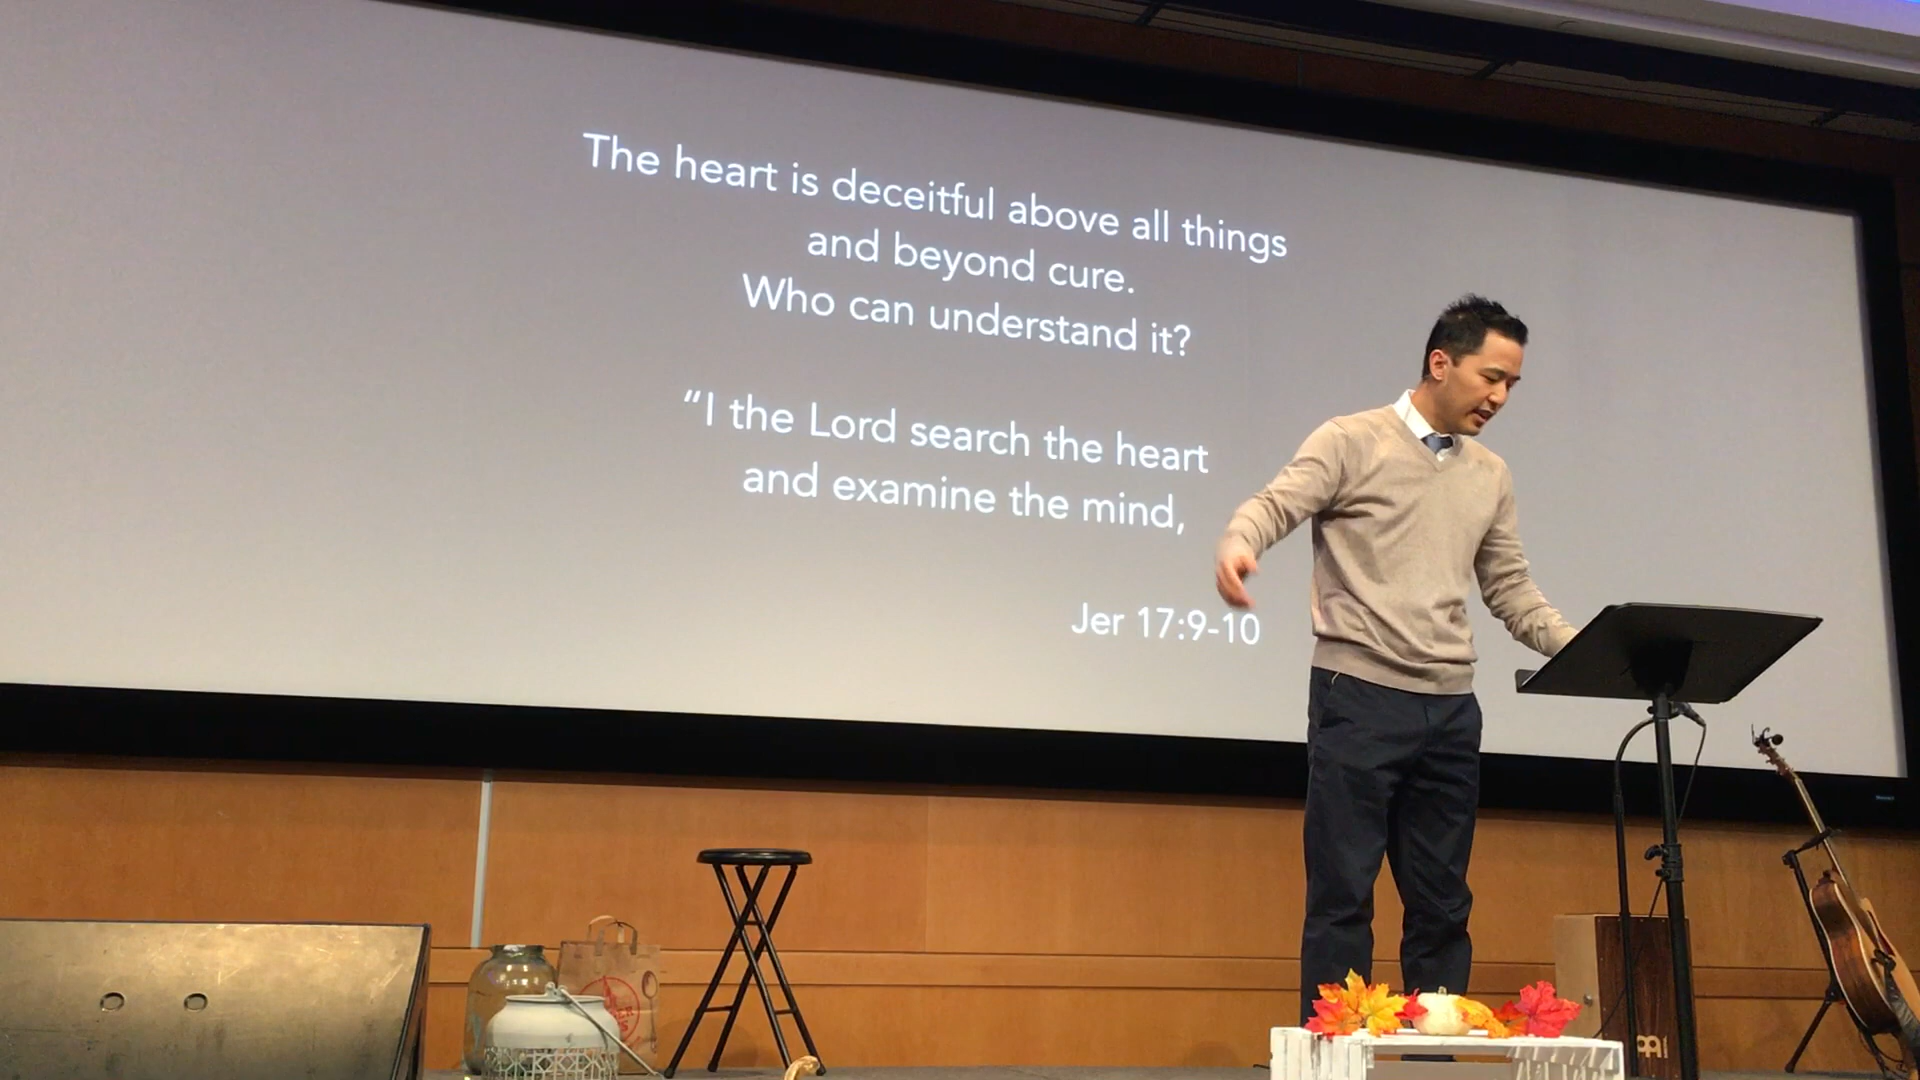 The heart is deceitful above all things
and beyond cure.
Who can understand it?
“I the Lord search the heart
and examine the mind,
Jer 17:9-10